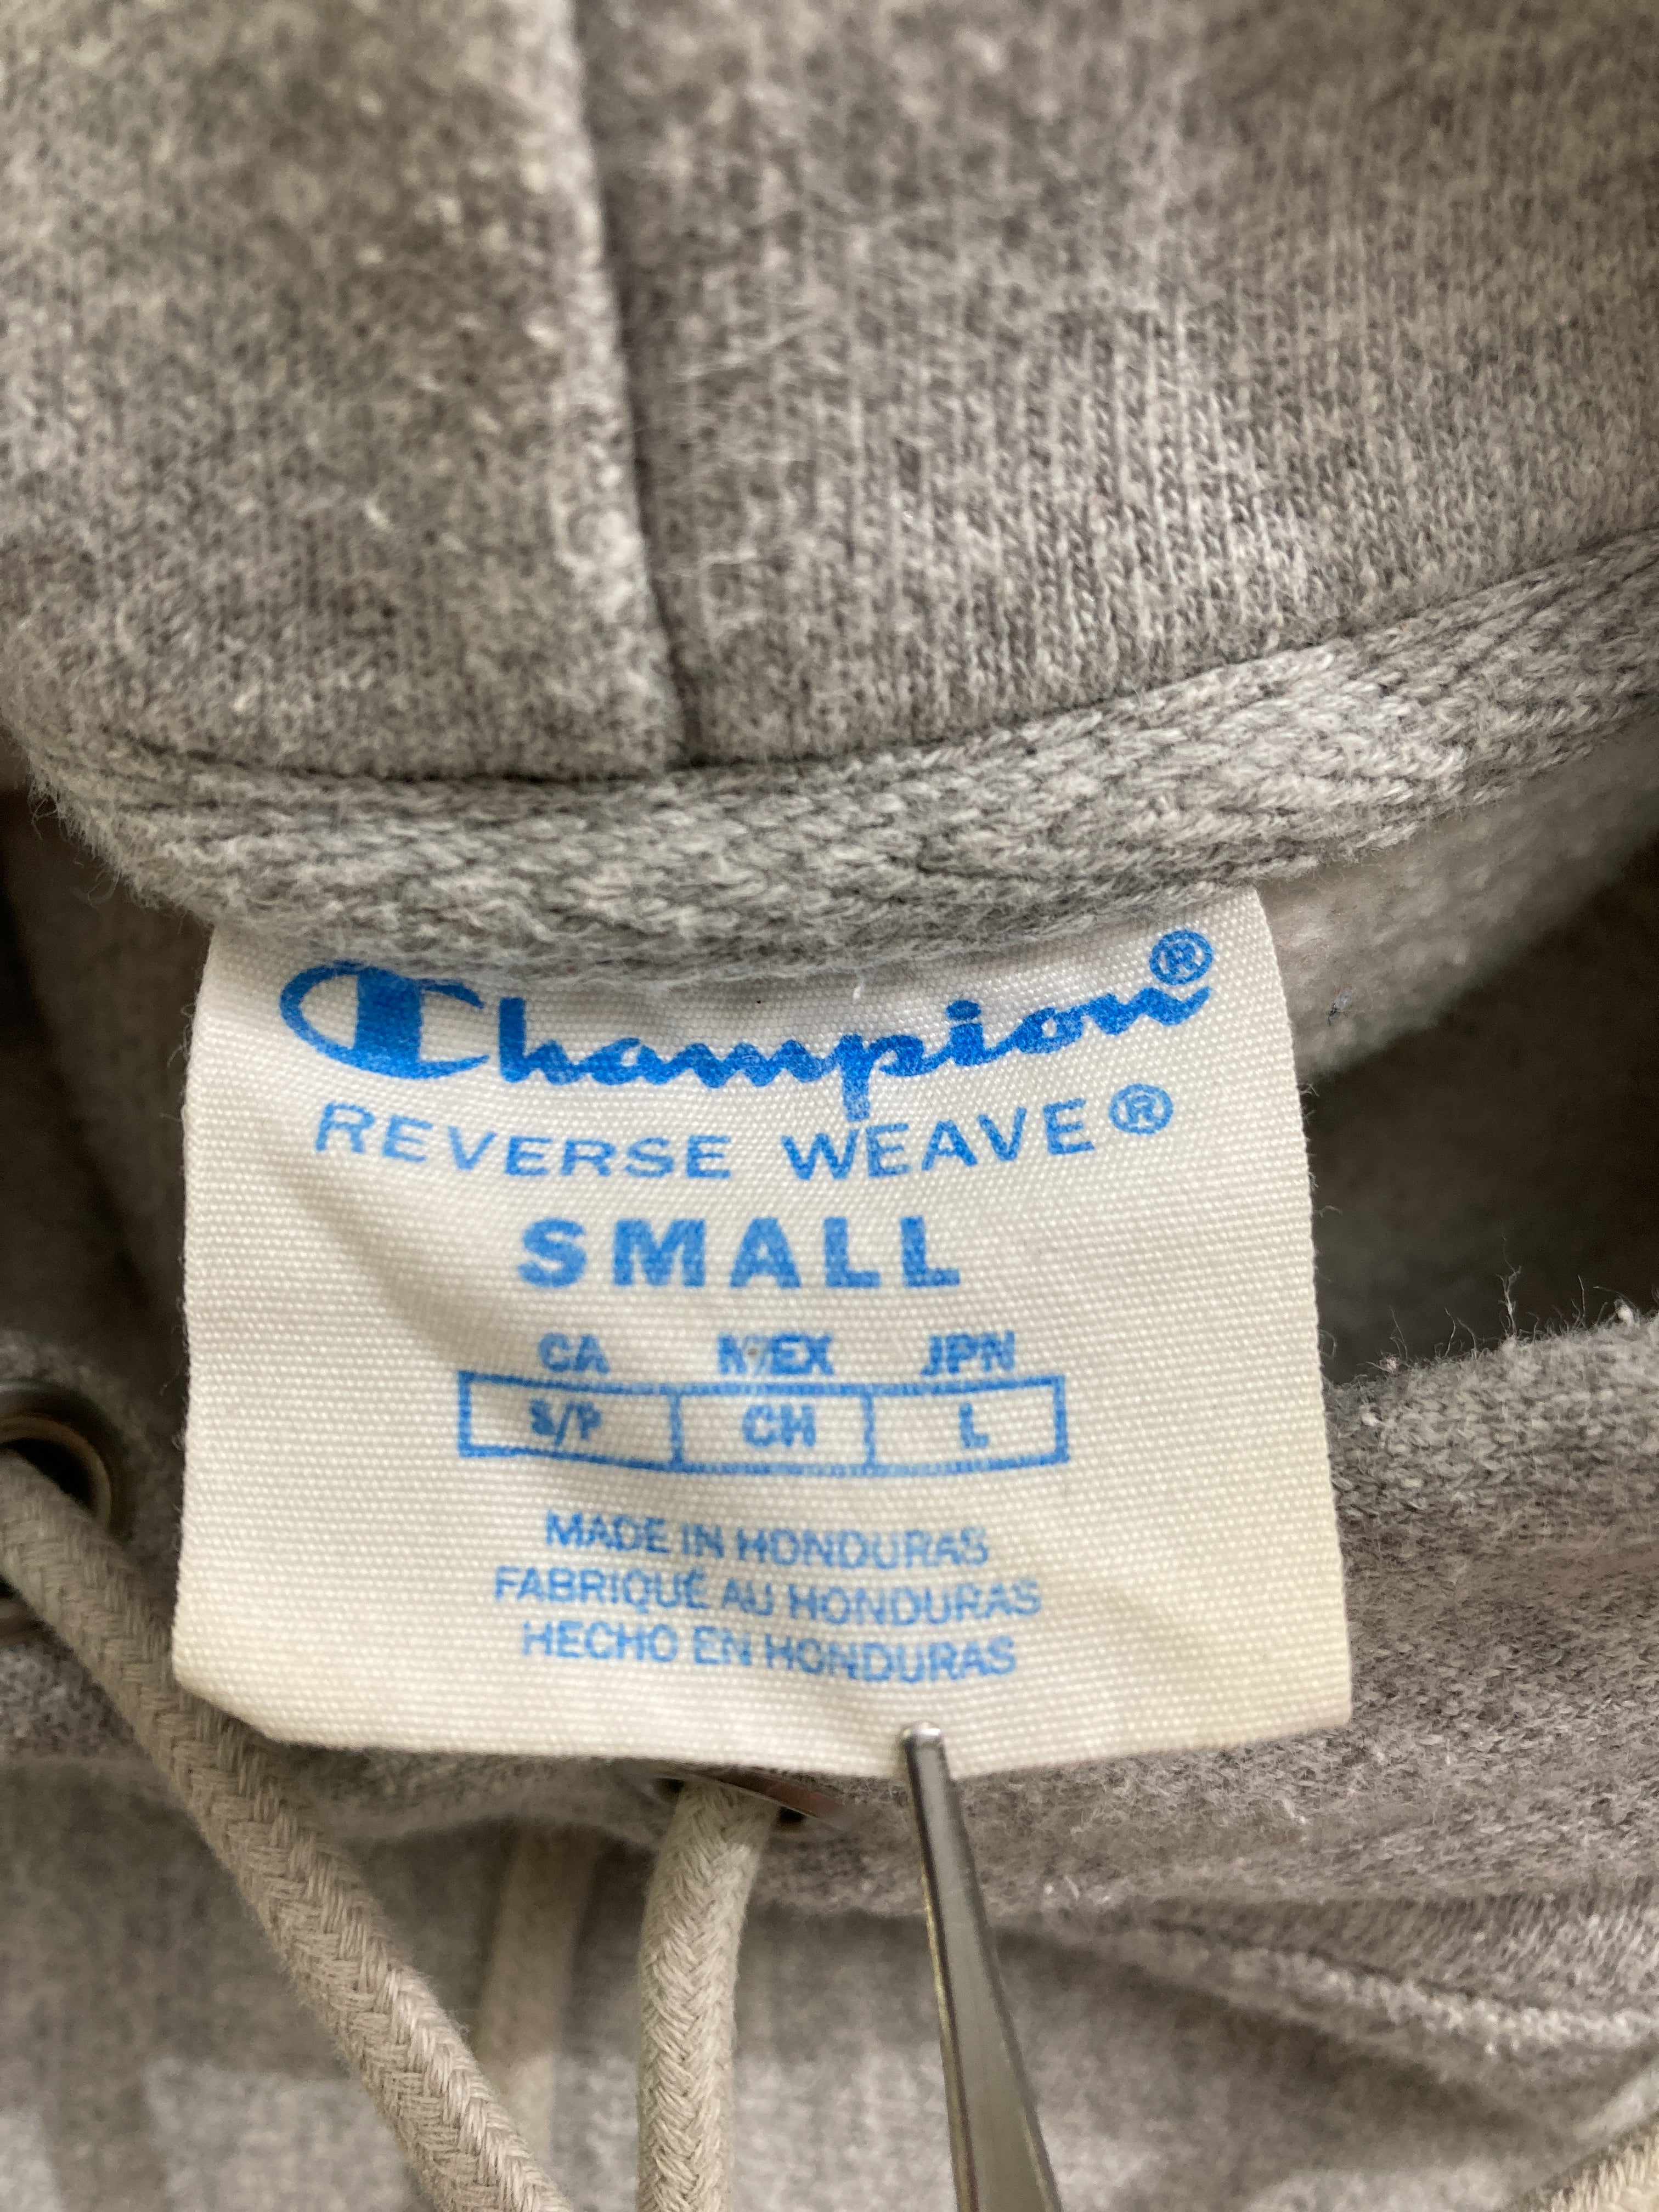 Champion®
REVERSE WEAVE®
SMALL
CA MEX JPN
S/P CH L
MADE IN HONDURAS
FABRIQUÉ AU HONDURAS
HECHO EN HONDURAS